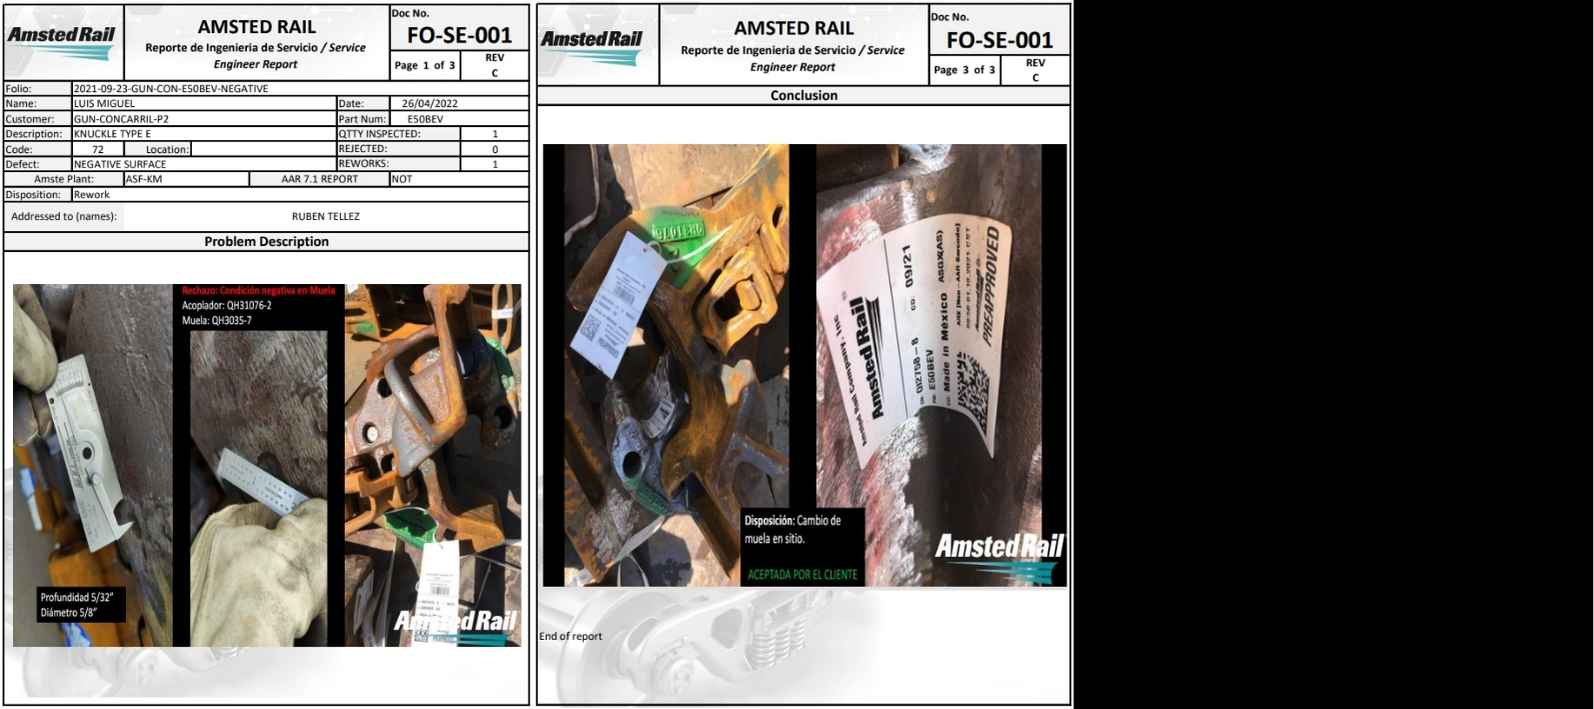 AmstedRail
AMSTED RAIL
Reporte de Ingenieria de Servicio / Service
Engineer Report
Doc No.
FO-SE-001
Page 1 of 3
REV
C
Folio: 2021-09-23-GUN-CON-E50BEV-NEGATIVE
Name: LUIS MIGUEL Date: 26/04/2022
Customer: GUN-CONCARRIL-P2 Part Num: E50BEV
Description: KNUCKLE TYPE E QTTY INSPECTED: 1
Code: 72 Location: REJECTED: 0
Defect: NEGATIVE SURFACE REWORKS: 1
Amste Plant: ASF-KM AAR 7.1 REPORT NOT
Disposition: Rework
Addressed to (names): RUBEN TELLEZ
Problem Description
Rechazo: Condición negativa en Muela
Acoplador: QH31076-2
Muela: QH3035-7
Profundidad 5/32"
Diámetro 5/8"
AmstedRail
AmstedRail
AMSTED RAIL
Reporte de Ingenieria de Servicio / Service
Engineer Report
Doc No.
FO-SE-001
Page 3 of 3
REV
C
Conclusion
AmstedRail
09/21
E50BEV
Made in México ASGX(AS)
PREAPPROVED
Disposición: Cambio de
muela en sitio.
ACEPTADA POR EL CLIENTE
AmstedRail
End of report